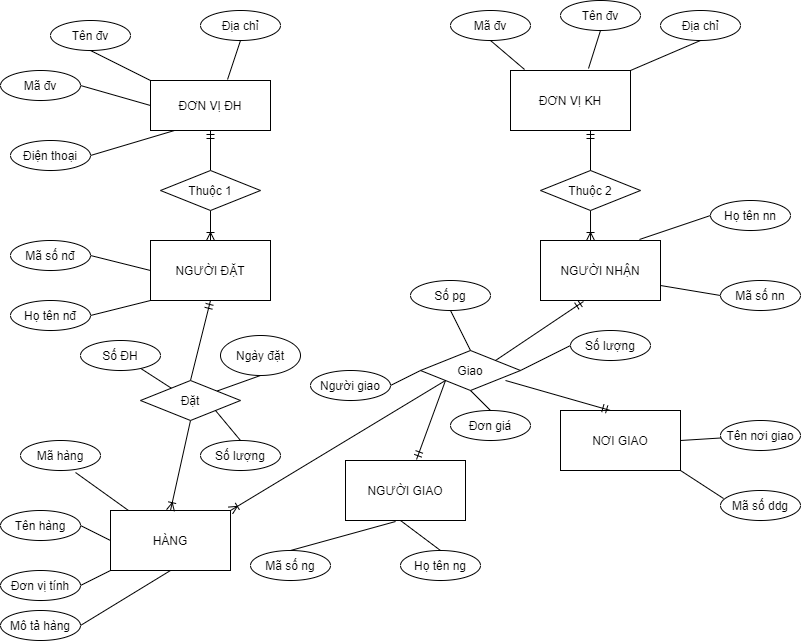 Tên đv
Địa chỉ
Mã đv
Tên đv
Địa chỉ
Mã đv
ĐƠN VỊ ĐH
ĐƠN VỊ KH
Điện thoại
Thuộc 1
Thuộc 2
Họ tên nn
Mã số nđ
NGƯỜI ĐẶT
NGƯỜI NHẬN
Mã số nn
Họ tên nđ
Số pg
Số ĐH
Ngày đặt
Số lượng
Người giao
Giao
Đặt
Đơn giá
Mã hàng
Số lượng
NƠI GIAO
Tên nơi giao
NGƯỜI GIAO
Mã số ddg
Tên hàng
HÀNG
Mã số ng
Họ tên ng
Đơn vị tính
Mô tả hàng